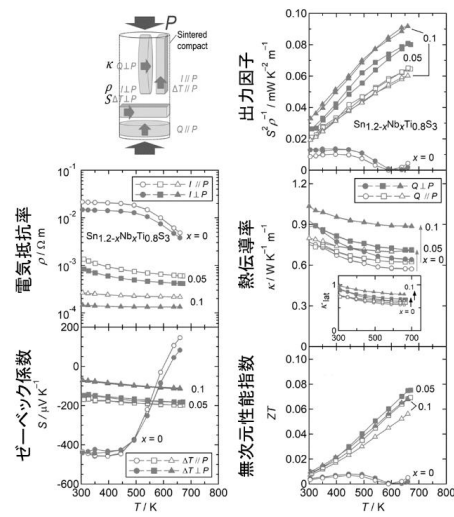 P
Sintered
compact
κ Q⊥P
I//P
ρ I⊥P ΔT//P
S ΔT⊥P
Q//P
電気抵抗率
ρ / Ω m
10⁻¹
10⁻²
10⁻³
10⁻⁴
I // P
I⊥P
Sn1.2-xNbxTi0.8S3
x = 0
0.05
0.1
ゼーベック係数
S / μV K⁻¹
200
0
-200
-400
-600
0.1
0.05
x = 0
ΔT // P
ΔT⊥P
300 400 500 600 700
T / K
出力因子
S²ρ⁻¹ / mW K⁻² m⁻¹
0.10
0.08
0.06
0.04
0.02
0
0.1
0.05
Sn1.2-xNbxTi0.8S3
x = 0
熱伝導率
κ / W K⁻¹ m⁻¹
1.2
0.9
0.6
0.3
0
Q⊥P
Q // P
0.1
0.05
x = 0
κlat
0.1
x = 0
300 500 700
無次元性能指数
ZT
0.10
0.08
0.06
0.04
0.02
0
0.05
0.1
x = 0
300 400 500 600 700
T / K